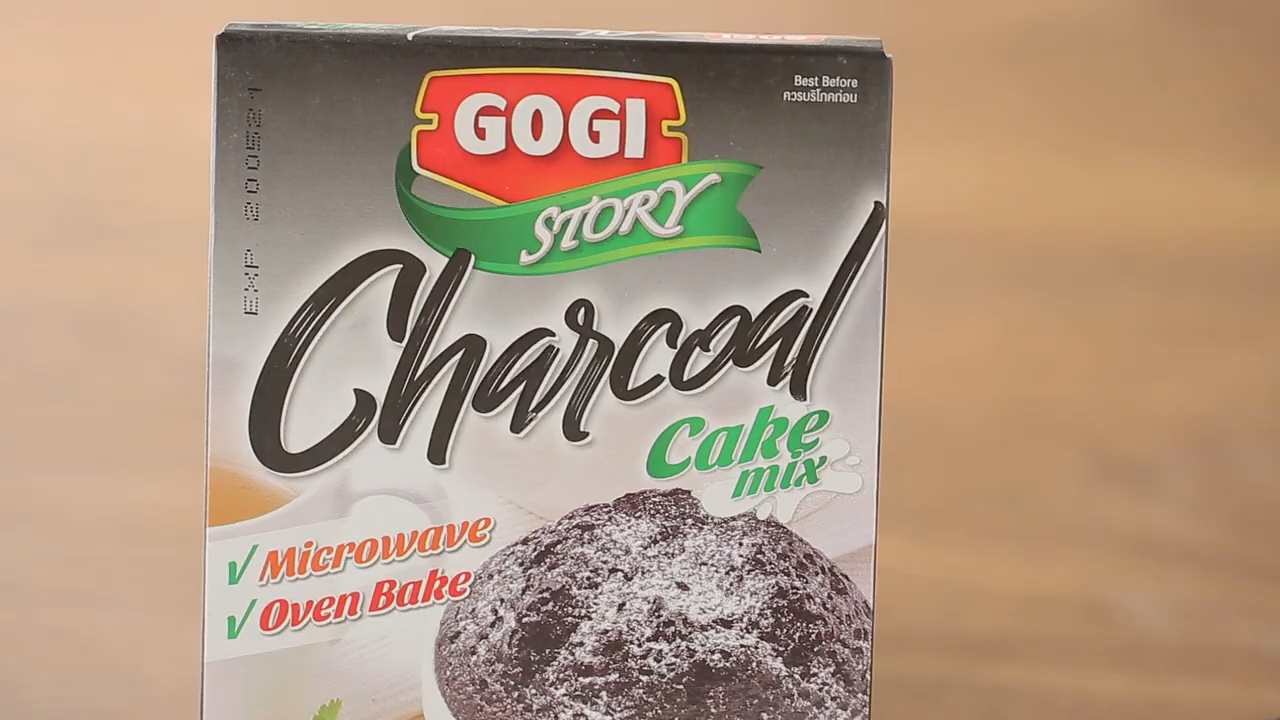 Best Before
ควรบริโภคก่อน
GOGI
STORY
EXP 200521
Charcoal
Cake
mix
√ Microwave
√ Oven Bake